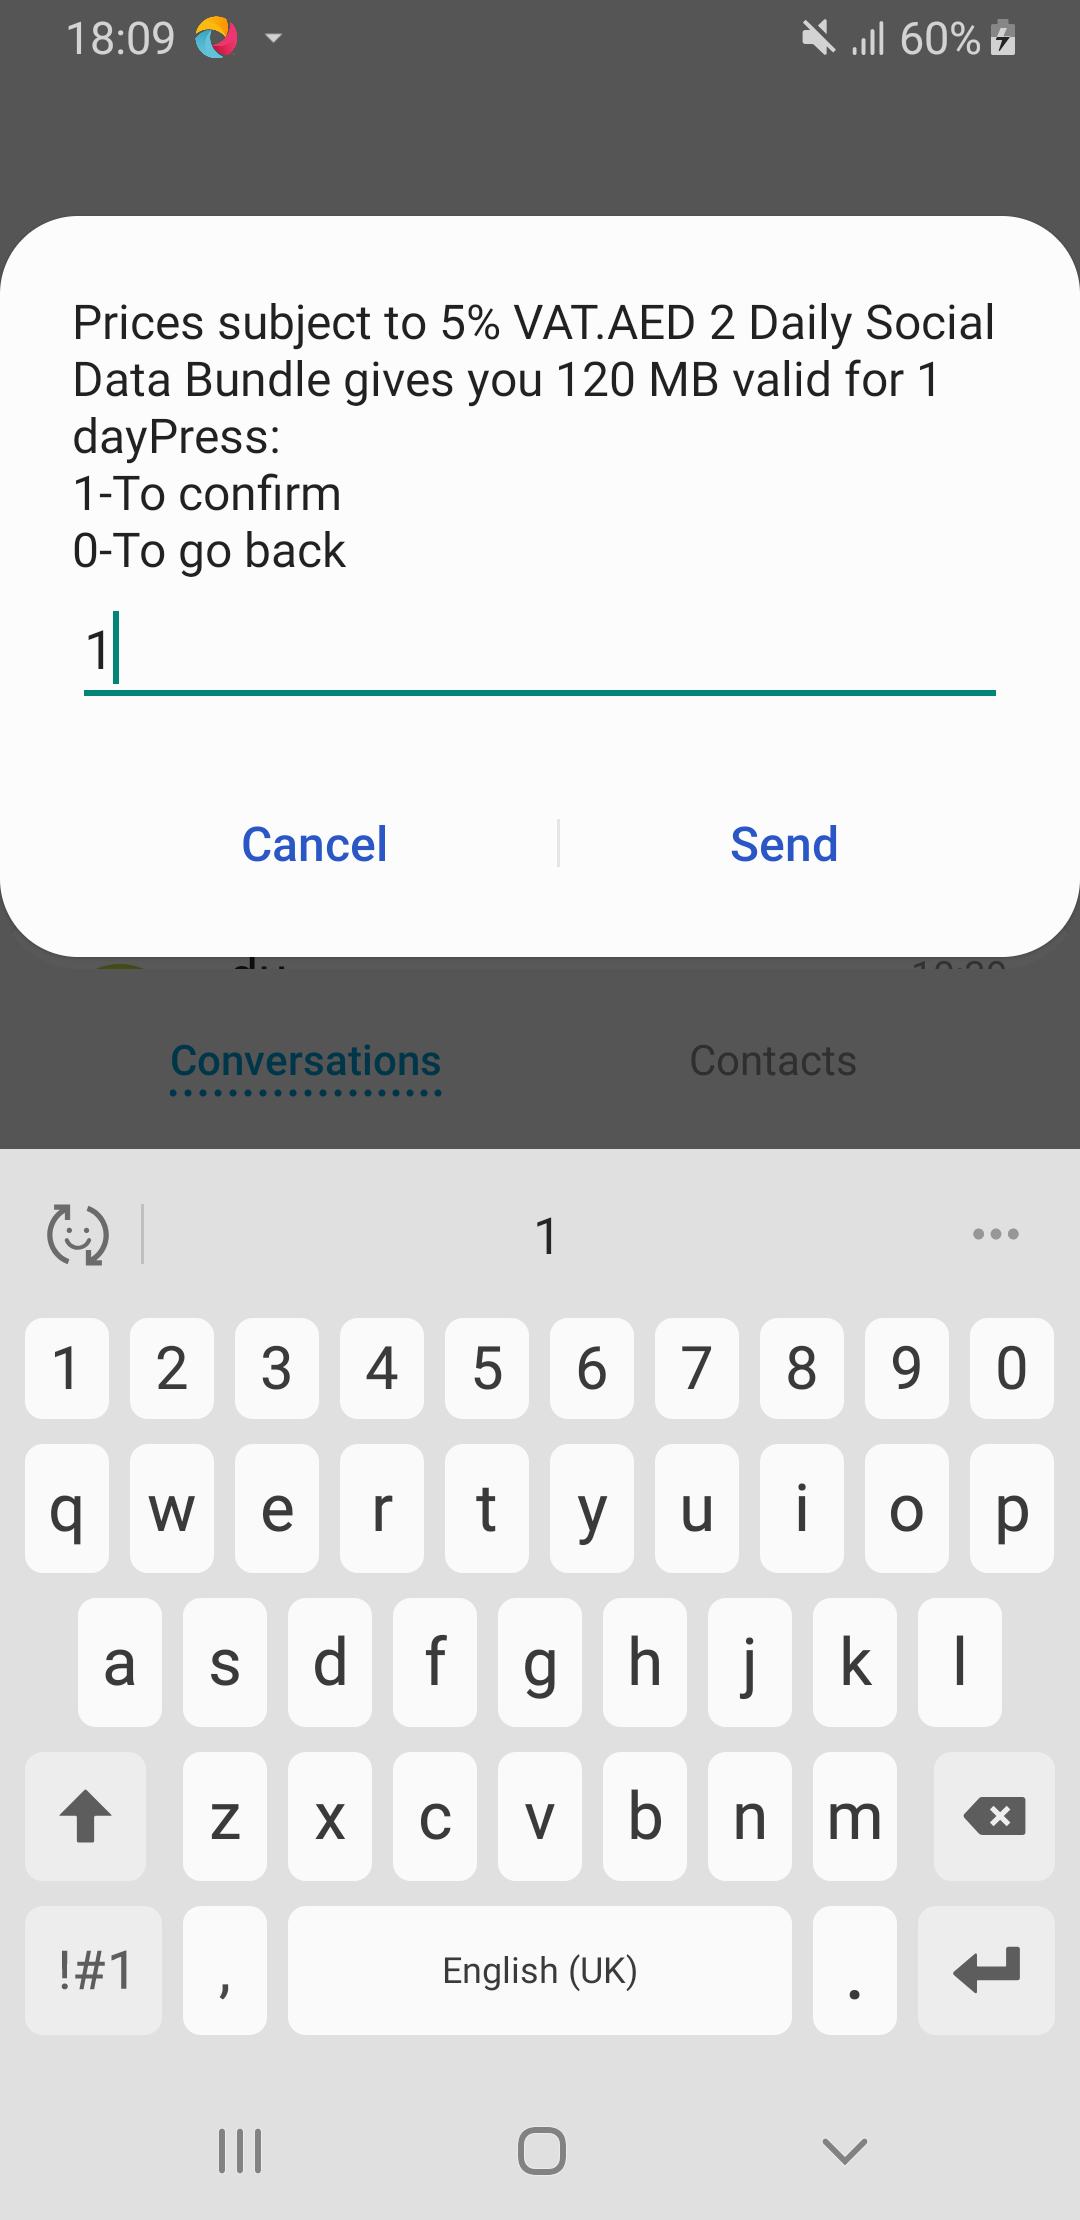 18:09
60%
Prices subject to 5% VAT.AED 2 Daily Social
Data Bundle gives you 120 MB valid for 1
dayPress:
1-To confirm
0-To go back
1
Cancel
Send
Conversations
Contacts
1
1 2 3 4 5 6 7 8 9 0
q w e r t y u i o p
a s d f g h j k l
z x c v b n m
!#1 , English (UK) .